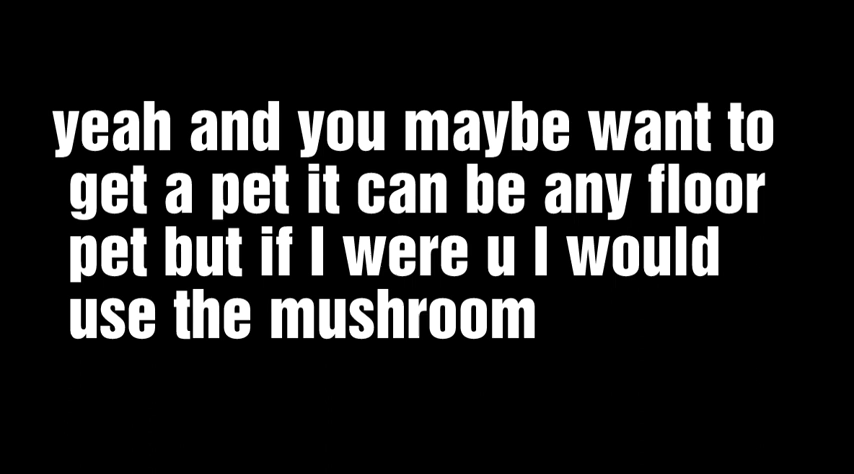 yeah and you maybe want to
get a pet it can be any floor
pet but if I were u I would
use the mushroom